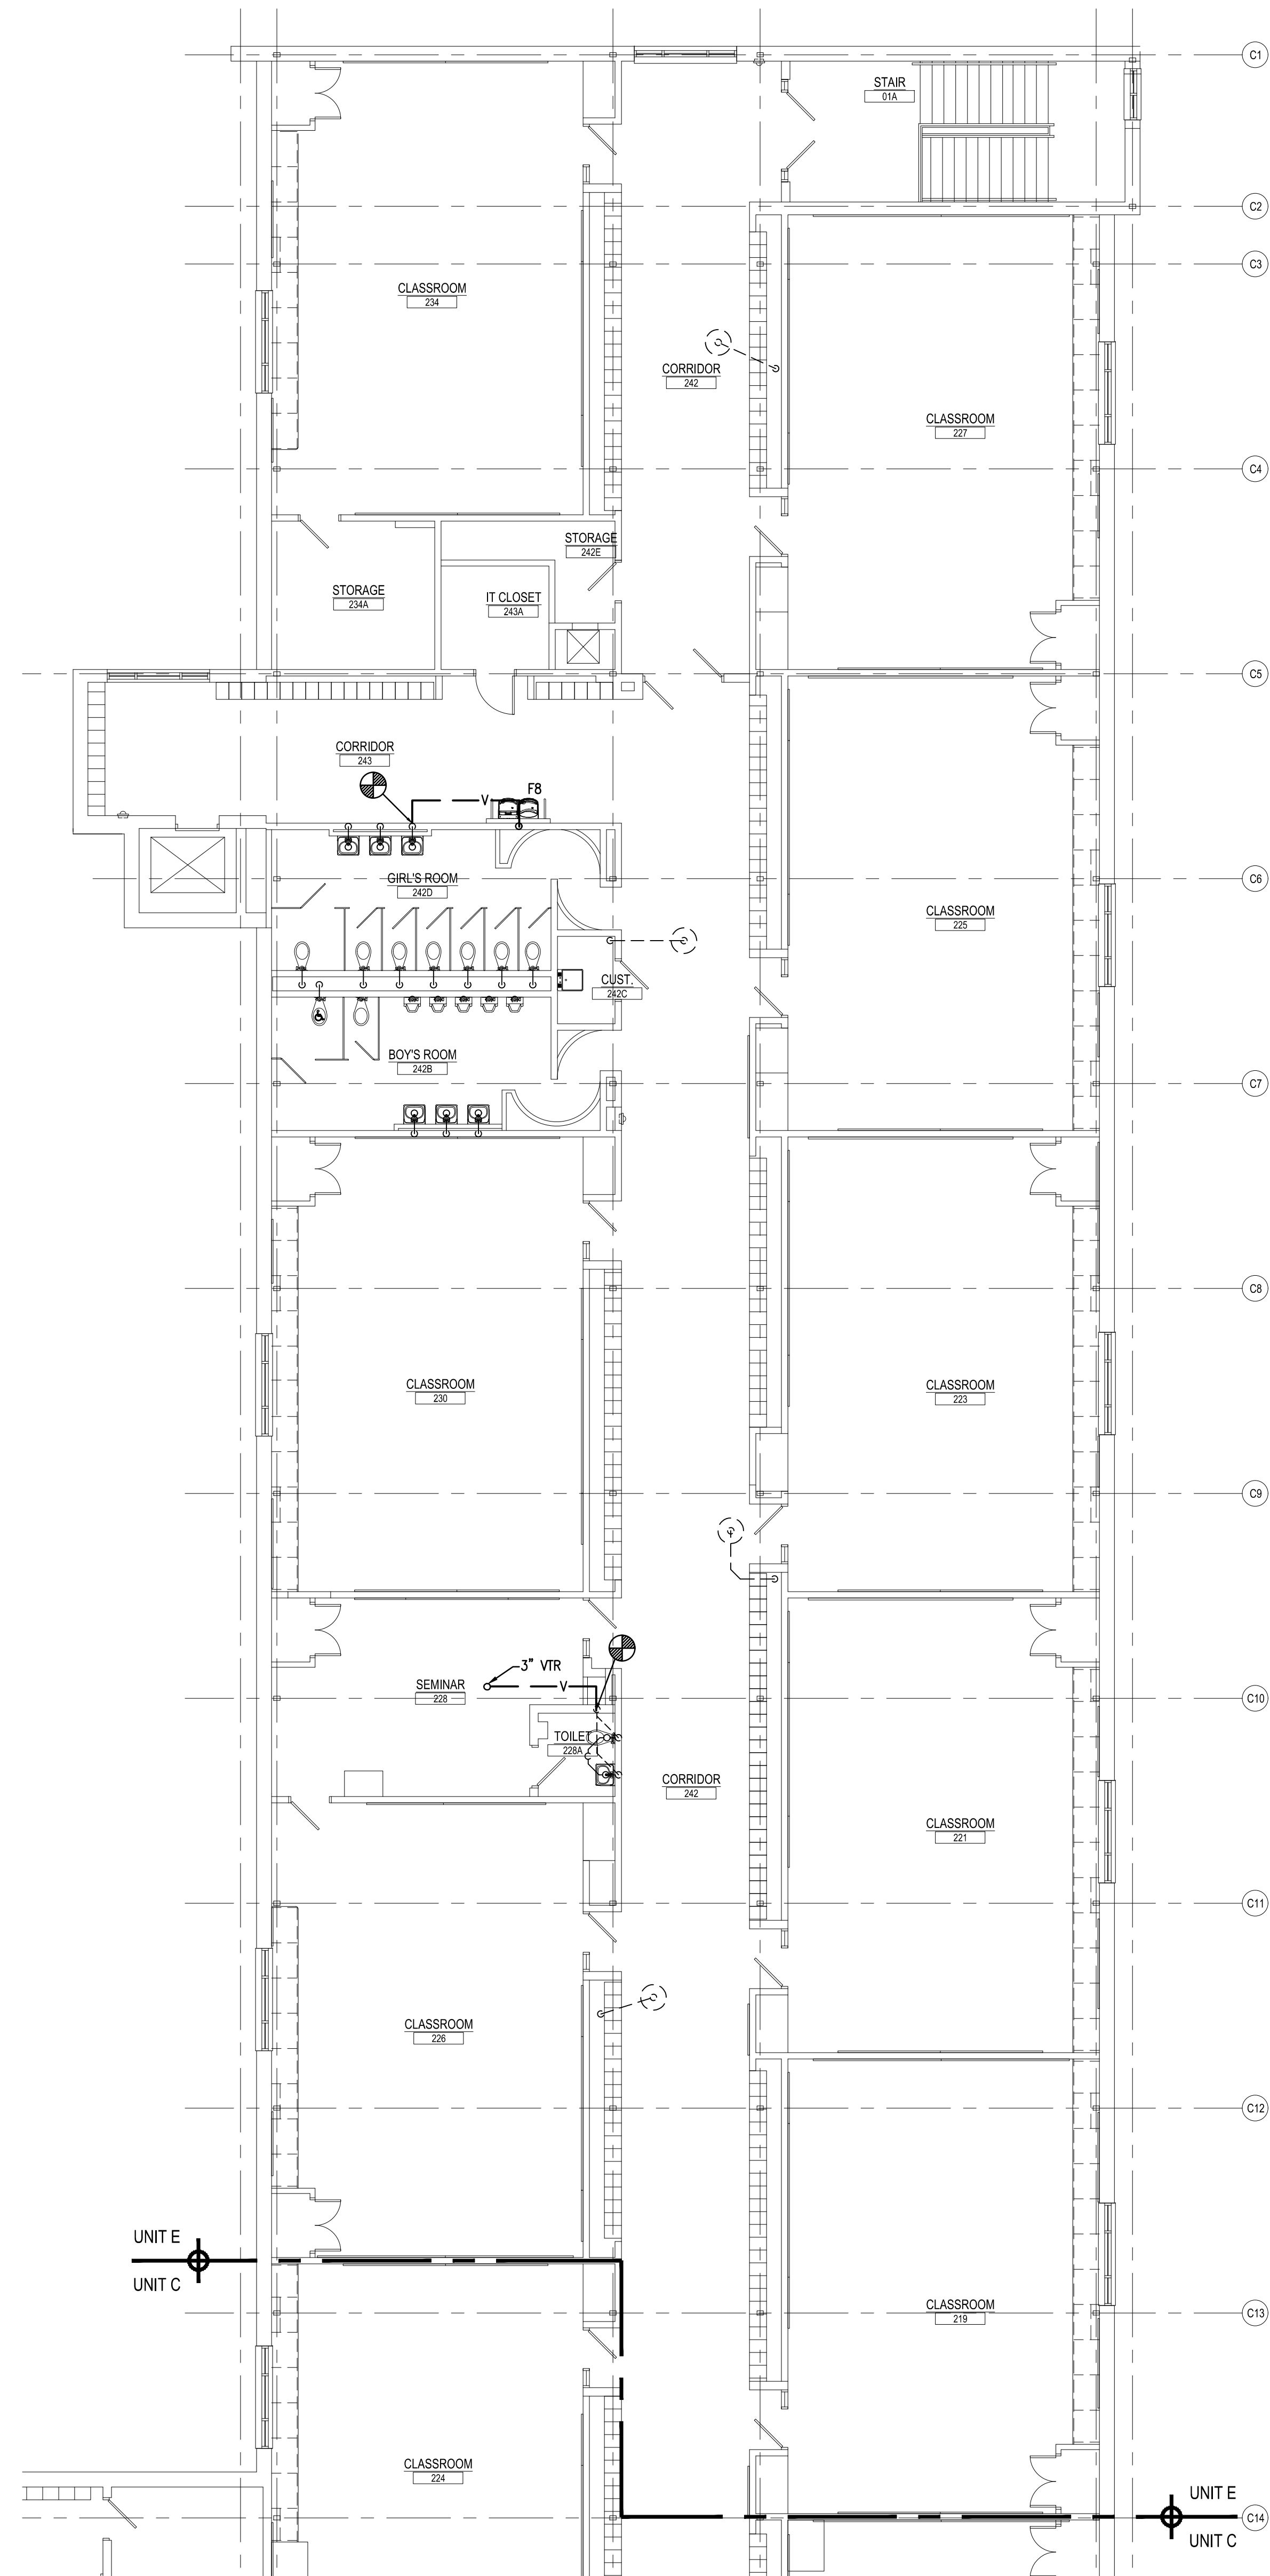 C1
STAIR
01A
C2
C3
CLASSROOM
234
CORRIDOR
242
CLASSROOM
227
C4
STORAGE
242E
STORAGE
234A
IT CLOSET
243A
C5
CORRIDOR
243
F8
V
GIRL'S ROOM
242D
C6
CLASSROOM
225
CUST.
242C
BOY'S ROOM
242B
C7
C8
CLASSROOM
230
CLASSROOM
223
C9
3" VTR
SEMINAR
228
V
C10
TOILET
228A
CORRIDOR
242
CLASSROOM
221
C11
CLASSROOM
226
C12
UNIT E
UNIT C
CLASSROOM
219
C13
CLASSROOM
224
UNIT E
C14
UNIT C